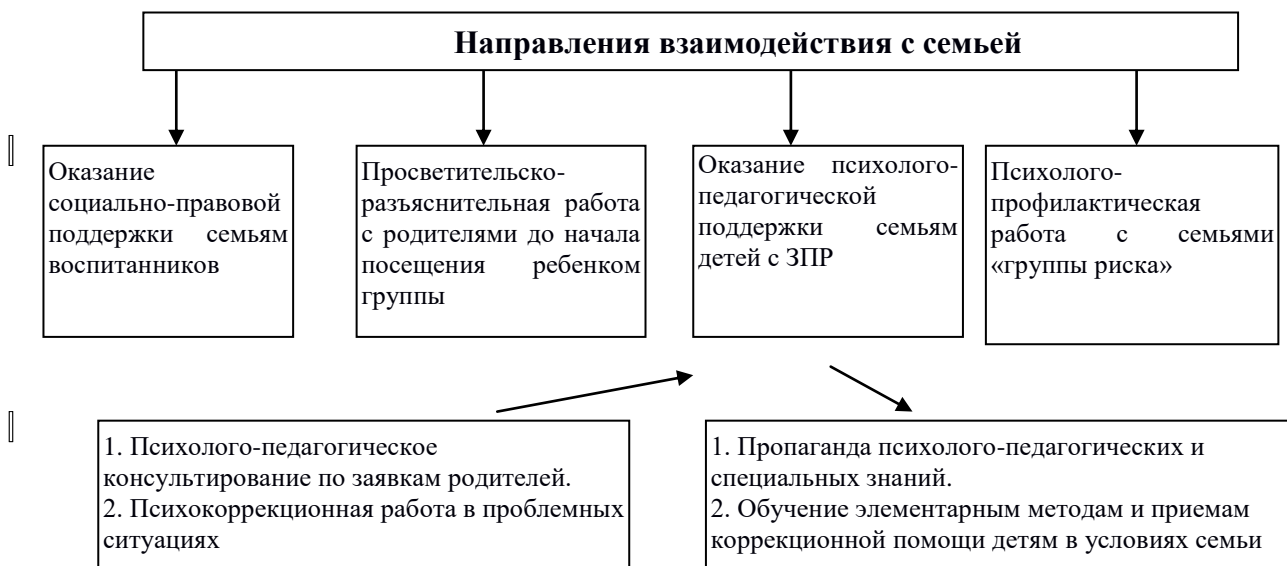 Направления взаимодействия с семьей
Оказание
социально-правовой
поддержки семьям
воспитанников
Просветительско-
разъяснительная работа
с родителями до начала
посещения ребенком
группы
Оказание психолого-
педагогической
поддержки семьям
детей с ЗПР
Психолого-
профилактическая
работа с семьями
«группы риска»
1. Психолого-педагогическое
консультирование по заявкам родителей.
2. Психокоррекционная работа в проблемных
ситуациях
1. Пропаганда психолого-педагогических и
специальных знаний.
2. Обучение элементарным методам и приемам
коррекционной помощи детям в условиях семьи